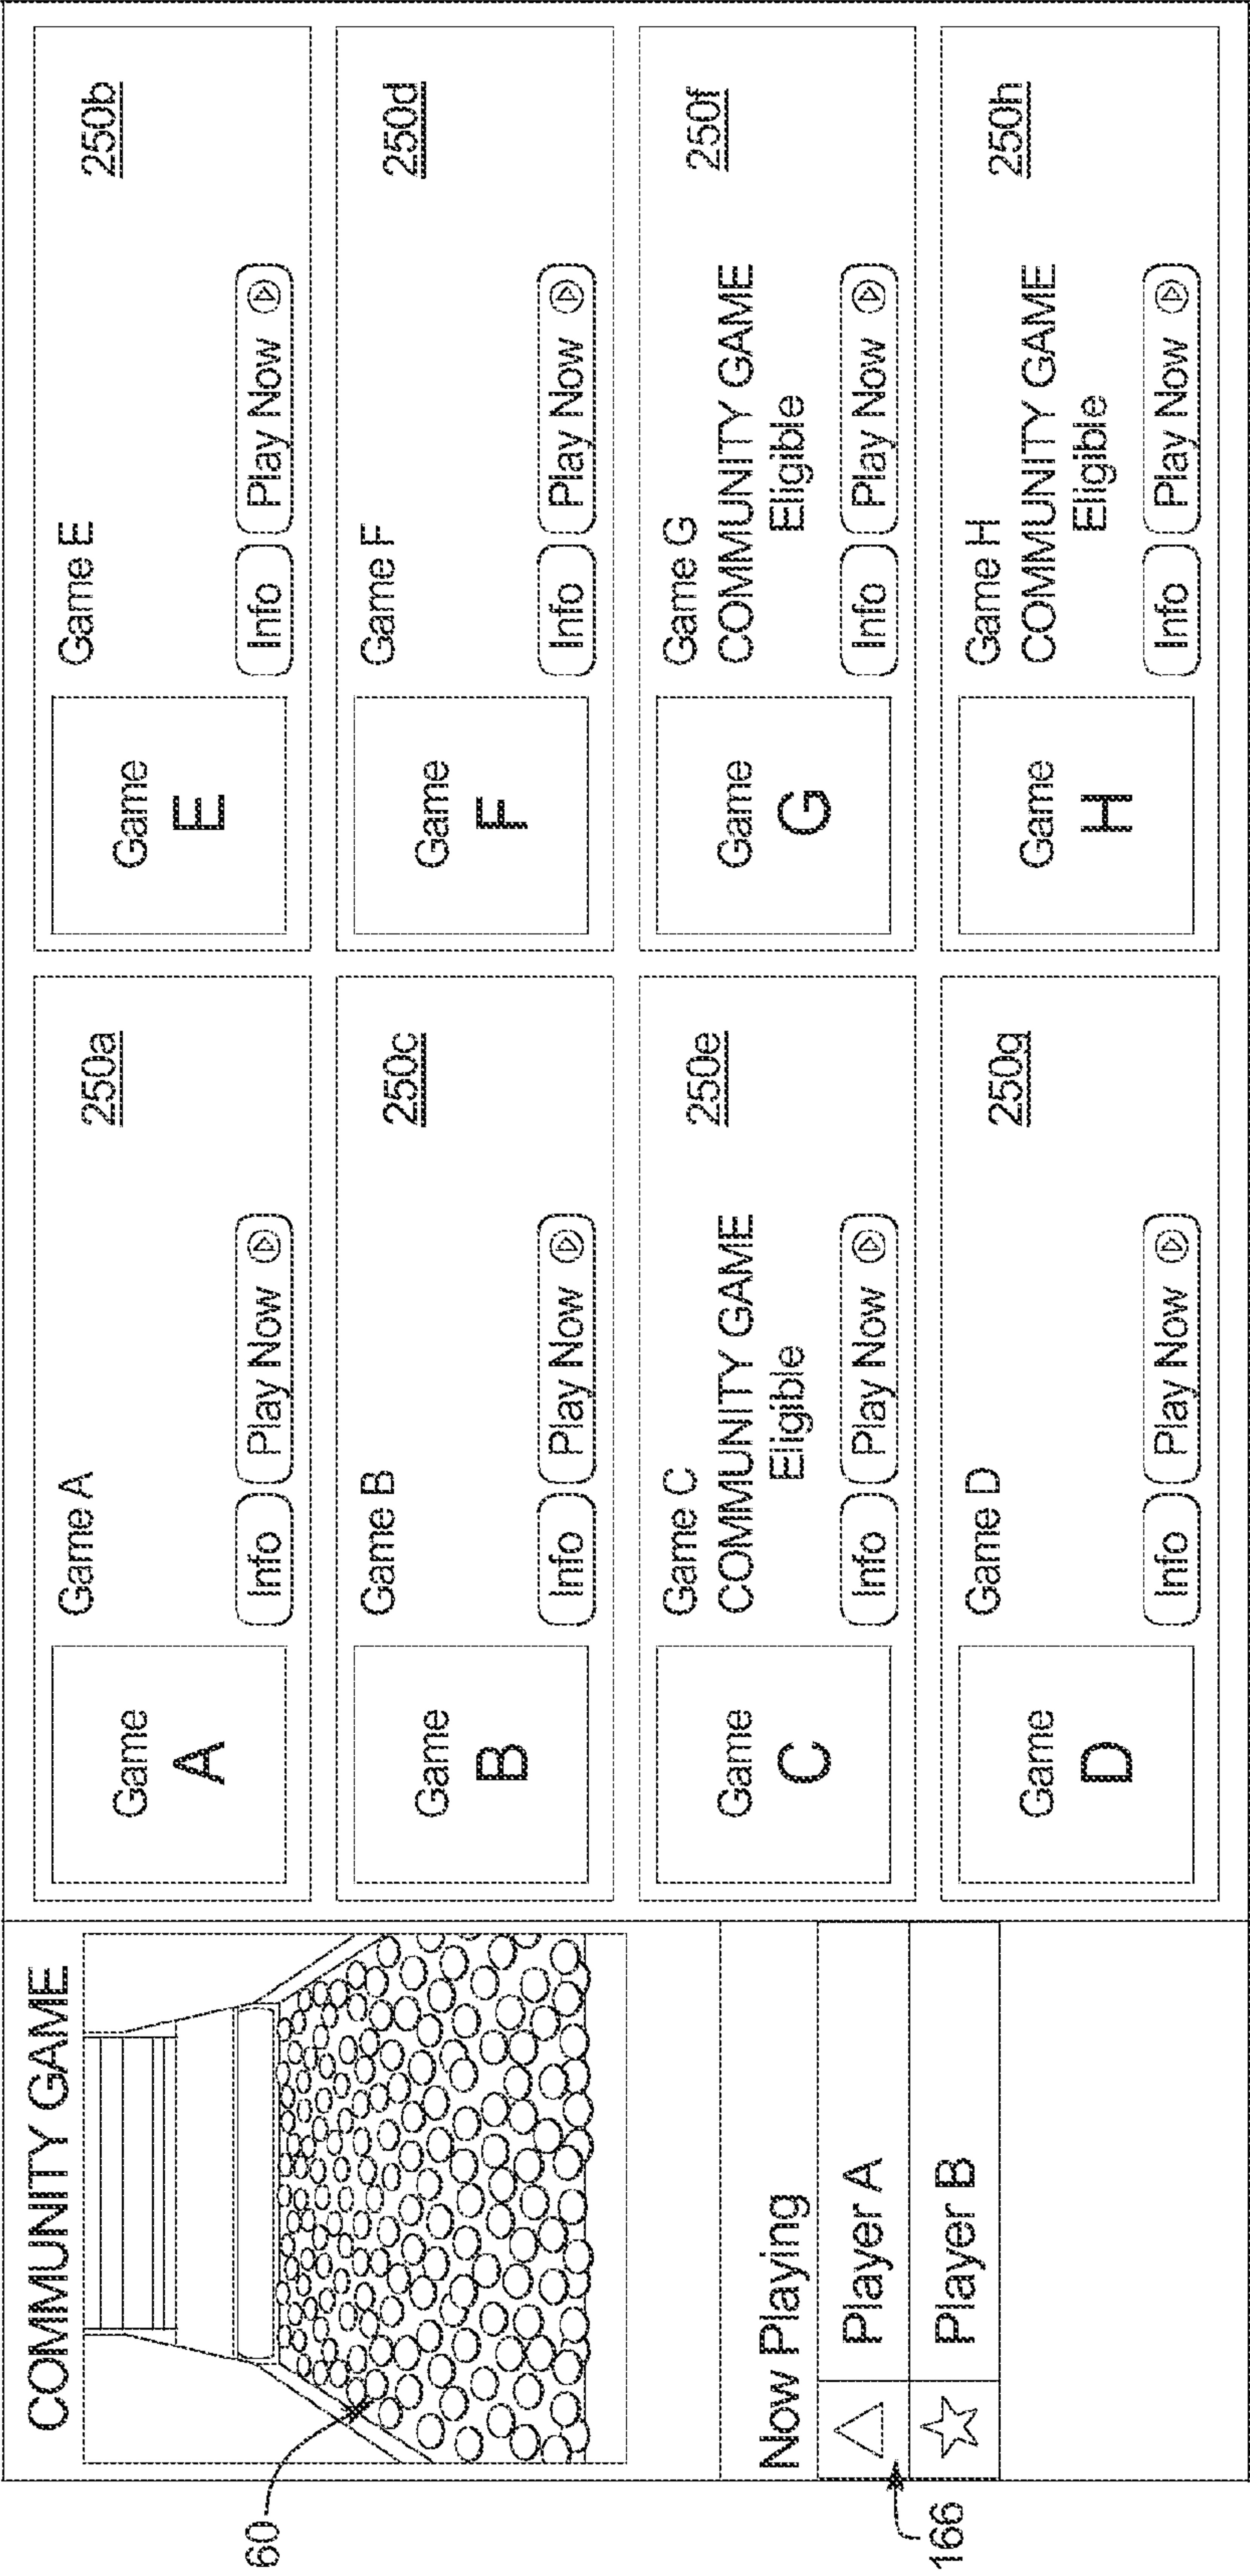 COMMUNITY GAME
60
Now Playing
Player A
Player B
166
Game
A
Game A
250a
Info
Play Now
Game
E
Game E
250b
Info
Play Now
Game
B
Game B
250c
Info
Play Now
Game
F
Game F
250d
Info
Play Now
Game
C
Game C
COMMUNITY GAME
Eligible
250e
Info
Play Now
Game
G
Game G
COMMUNITY GAME
Eligible
250f
Info
Play Now
Game
D
Game D
250g
Info
Play Now
Game
H
Game H
COMMUNITY GAME
Eligible
250h
Info
Play Now